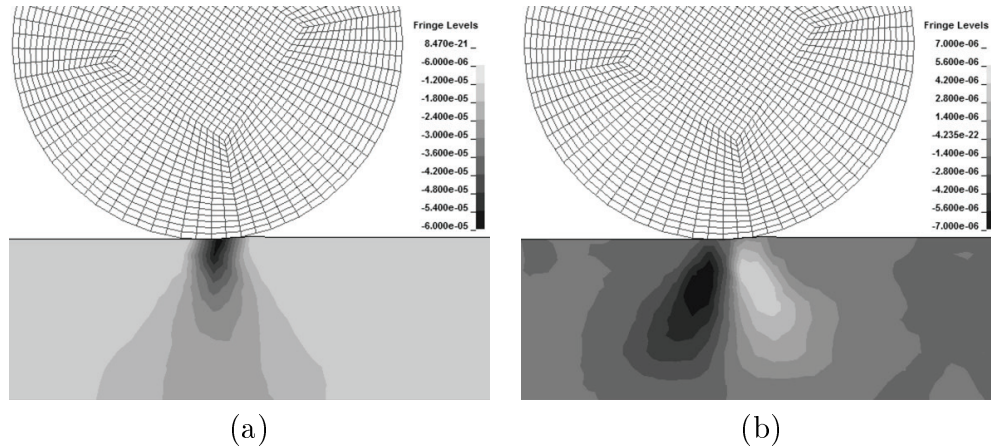 Fringe Levels
8.470e-21
-6.000e-06
-1.200e-05
-1.800e-05
-2.400e-05
-3.000e-05
-3.600e-05
-4.200e-05
-4.800e-05
-5.400e-05
-6.000e-05
(a)
Fringe Levels
7.000e-06
5.600e-06
4.200e-06
2.800e-06
1.400e-06
-4.235e-22
-1.400e-06
-2.800e-06
-4.200e-06
-5.600e-06
-7.000e-06
(b)